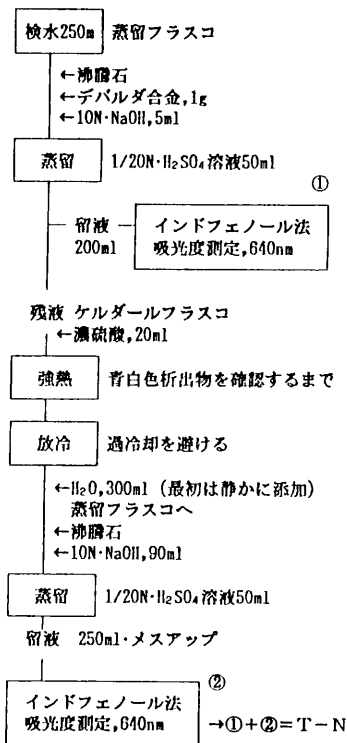 検水250m 蒸留フラスコ
←沸騰石
←デバルダ合金,1g
←10N·NaOH,5ml
蒸留 1/20N·H₂SO₄溶液50ml
①
留液 インドフェノール法
200ml 吸光度測定,640nm
残液 ケルダールフラスコ
←濃硫酸,20ml
強熱 青白色析出物を確認するまで
放冷 過冷却を避ける
←H₂O,300ml (最初は静かに添加)
蒸留フラスコへ
←沸騰石
←10N·NaOH,90ml
蒸留 1/20N·H₂SO₄溶液50ml
留液 250ml·メスアップ
②
インドフェノール法
吸光度測定,640nm →①+②=T-N